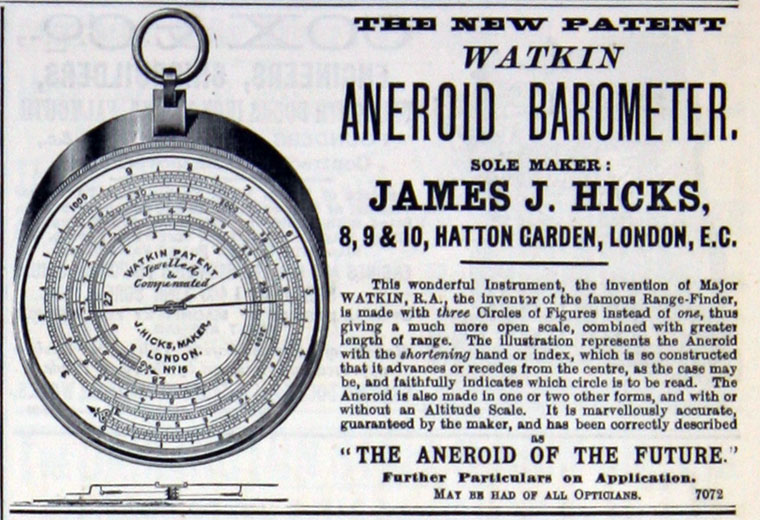 THE NEW PATENT
WATKIN
ANEROID BAROMETER.
SOLE MAKER:
JAMES J. HICKS,
8, 9 & 10, HATTON GARDEN, LONDON, E.C.
This wonderful Instrument, the invention of Major
WATKIN, R.A., the inventor of the famous Range-Finder,
is made with three Circles of Figures instead of one, thus
giving a much more open scale, combined with greater
length of range. The illustration represents the Aneroid
with the shortening hand or index, which is so constructed
that it advances or recedes from the centre, as the case may
be, and faithfully indicates which circle is to be read. The
Aneroid is also made in one or two other forms, and with or
without an Altitude Scale. It is marvellously accurate,
guaranteed by the maker, and has been correctly described
as
"THE ANEROID OF THE FUTURE."
Further Particulars on Application.
MAY BE HAD OF ALL OPTICIANS. 7072
WATKIN PATENT
Jewelled
&
Compensated
J. HICKS, MAKER,
LONDON.
No 16